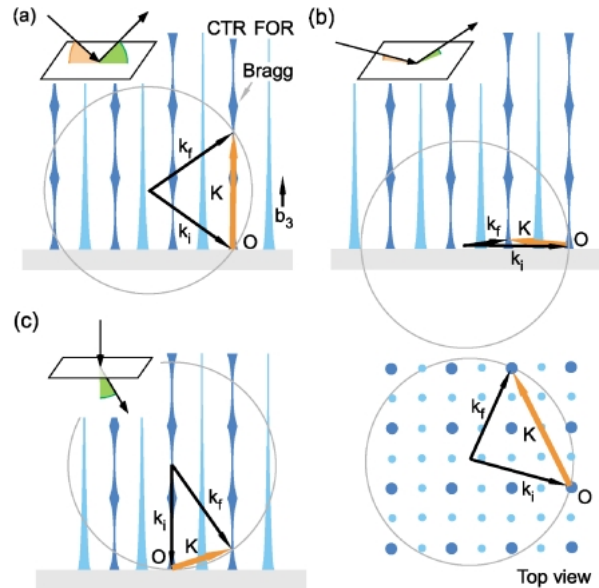 (a)
CTR FOR
Bragg
k_f
K
k_i
O
b_3
(b)
k_f
K
O
k_i
(c)
k_i
k_f
O
K
k_f
K
k_i
O
Top view